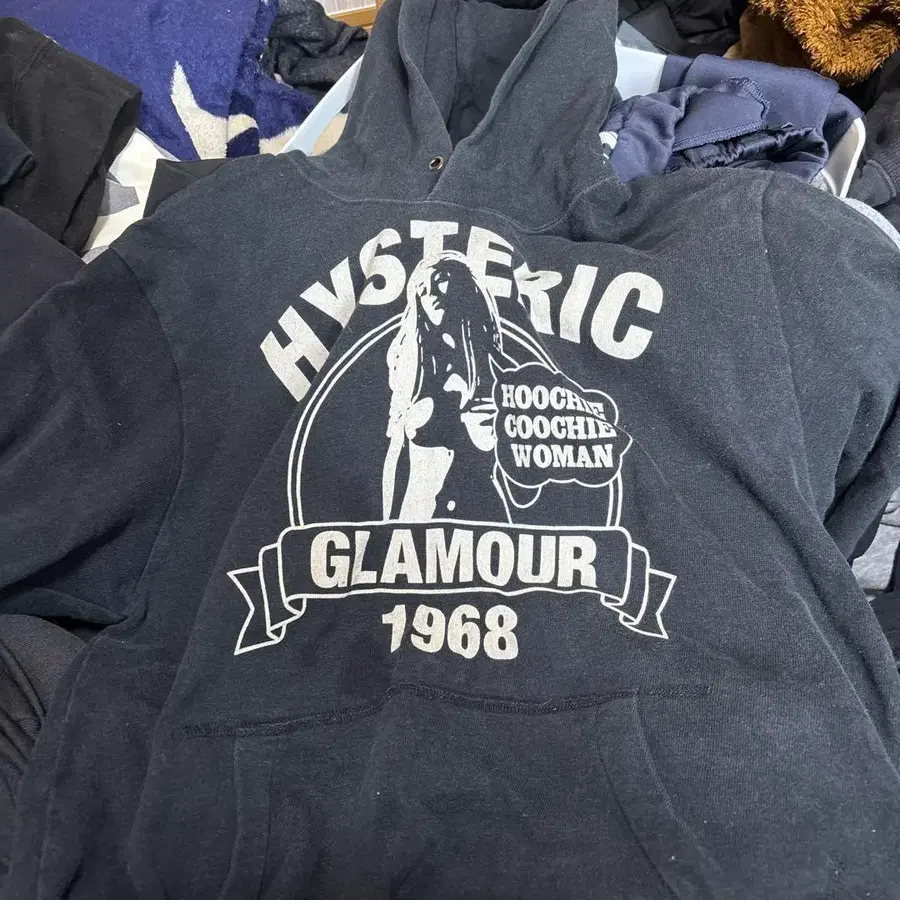 HYSTERIC
HOOCHIE
COOCHIE
WOMAN
GLAMOUR
1968